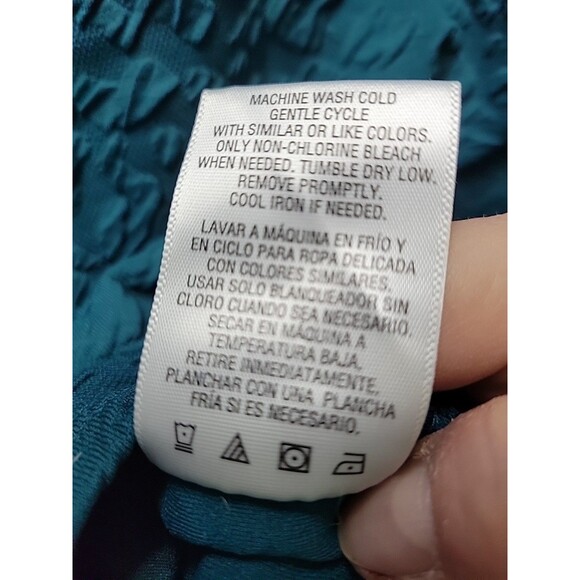 MACHINE WASH COLD
GENTLE CYCLE
WITH SIMILAR OR LIKE COLORS.
ONLY NON-CHLORINE BLEACH
WHEN NEEDED. TUMBLE DRY LOW.
REMOVE PROMPTLY.
COOL IRON IF NEEDED.
LAVAR A MÁQUINA EN FRÍO Y
EN CICLO PARA ROPA DELICADA
CON COLORES SIMILARES.
USAR SOLO BLANQUEADOR SIN
CLORO CUANDO SEA NECESARIO.
SECAR EN MÁQUINA A
TEMPERATURA BAJA.
RETIRE INMEDIATAMENTE.
PLANCHAR CON UNA PLANCHA
FRÍA SI ES NECESARIO.